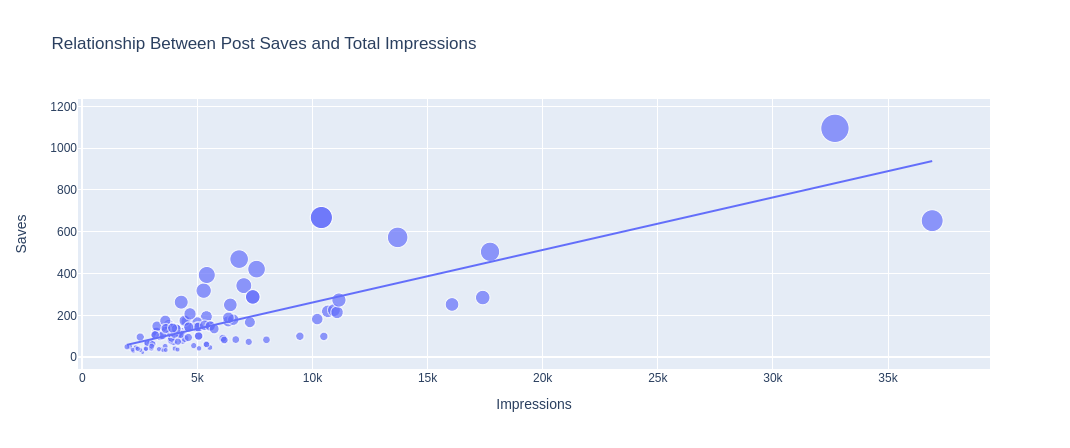 Relationship Between Post Saves and Total Impressions
1200
1000
800
600
400
200
0
Saves
0 5k 10k 15k 20k 25k 30k 35k
Impressions